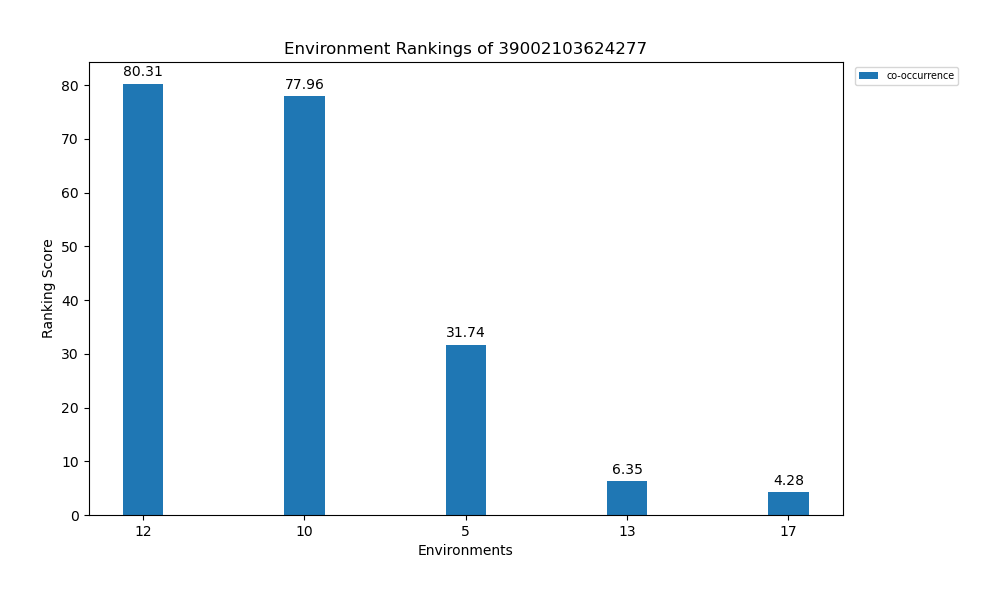 Environment Rankings of 39002103624277
co-occurrence
80.31
77.96
31.74
6.35
4.28
80
70
60
50
40
30
20
10
0
Ranking Score
12 10 5 13 17
Environments